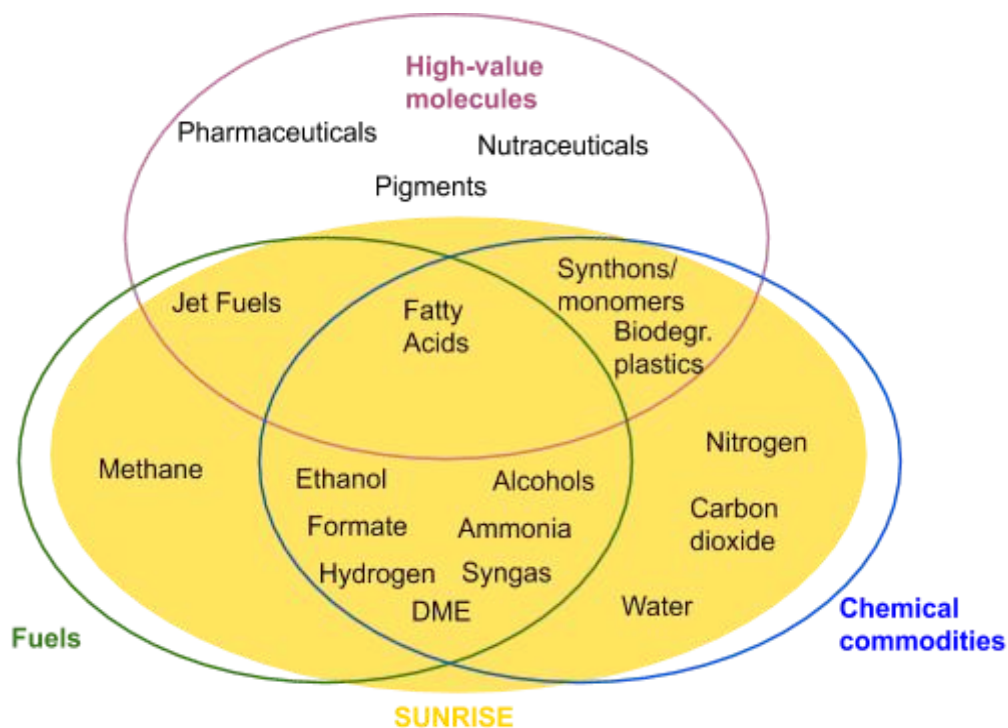 High-value
molecules
Pharmaceuticals
Nutraceuticals
Pigments
Jet Fuels
Fatty
Acids
Synthons/
monomers
Biodegr.
plastics
Methane
Ethanol
Alcohols
Formate
Ammonia
Hydrogen
Syngas
DME
Nitrogen
Carbon
dioxide
Water
Fuels
Chemical
commodities
SUNRISE